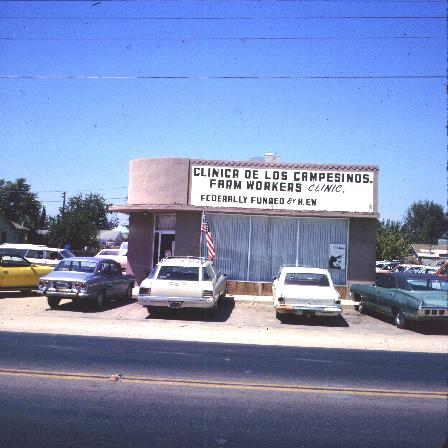 CLINICA DE LOS CAMPESINOS.
FARM WORKERS CLINIC.
FEDERALLY FUNDED BY H.E.W